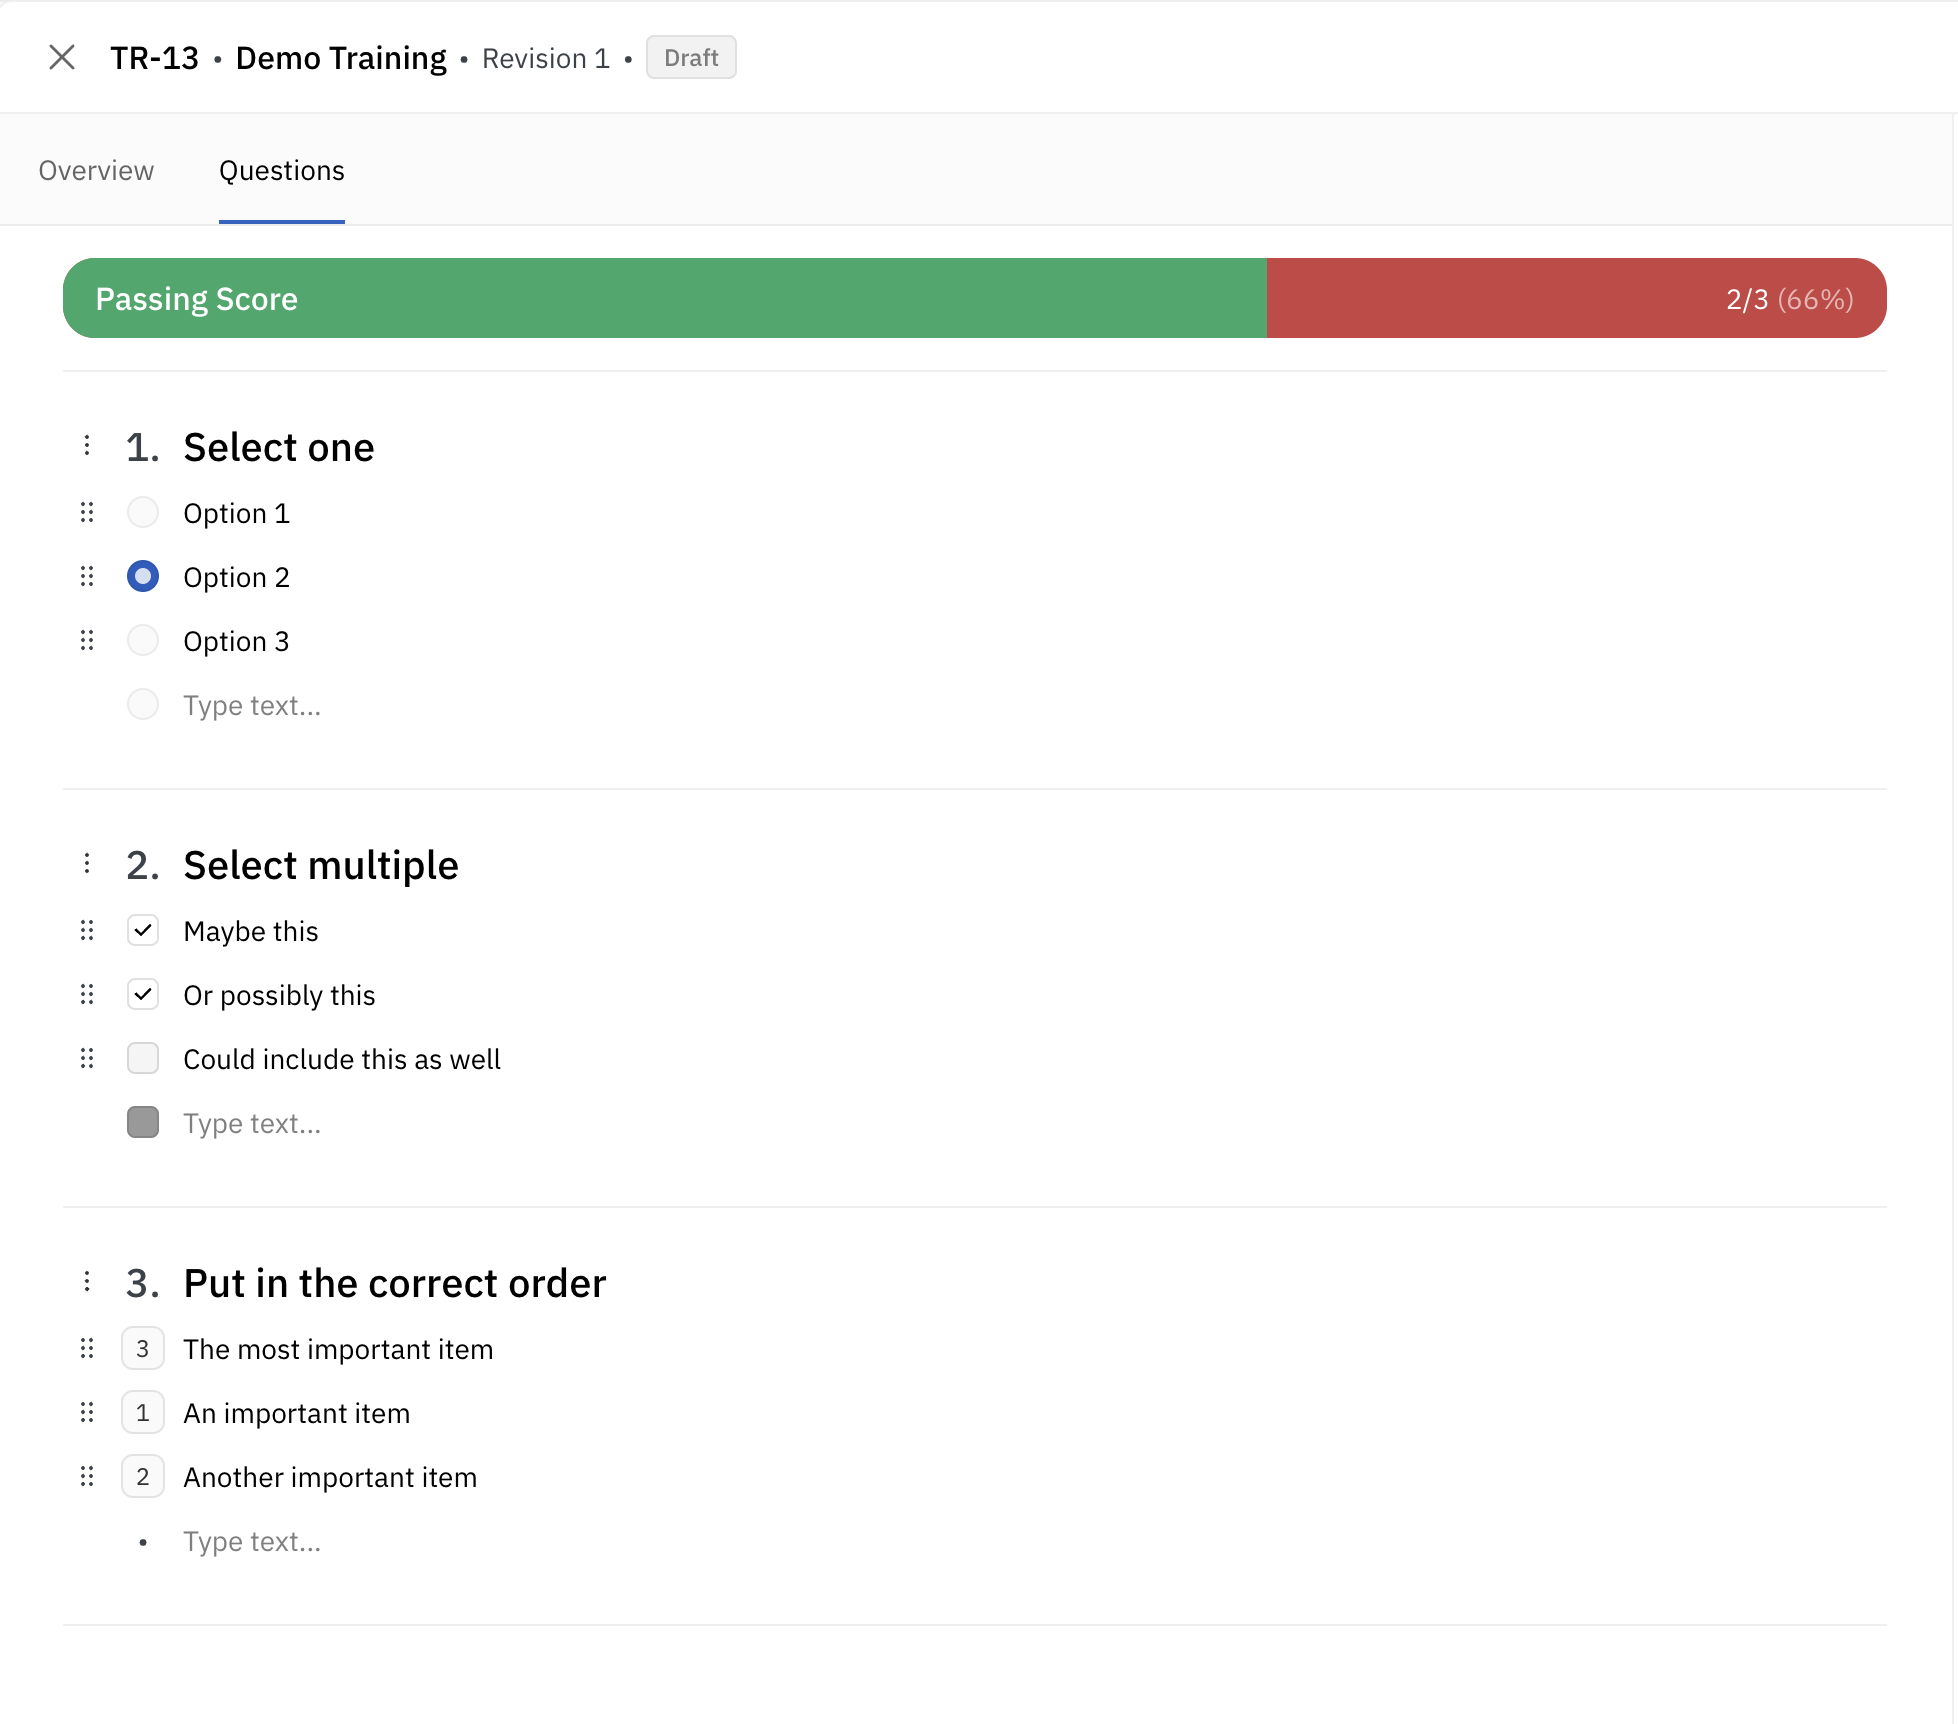 TR-13 • Demo Training • Revision 1 • Draft
Overview Questions
Passing Score 2/3 (66%)
1. Select one
Option 1
Option 2
Option 3
Type text...
2. Select multiple
Maybe this
Or possibly this
Could include this as well
Type text...
3. Put in the correct order
3 The most important item
1 An important item
2 Another important item
• Type text...